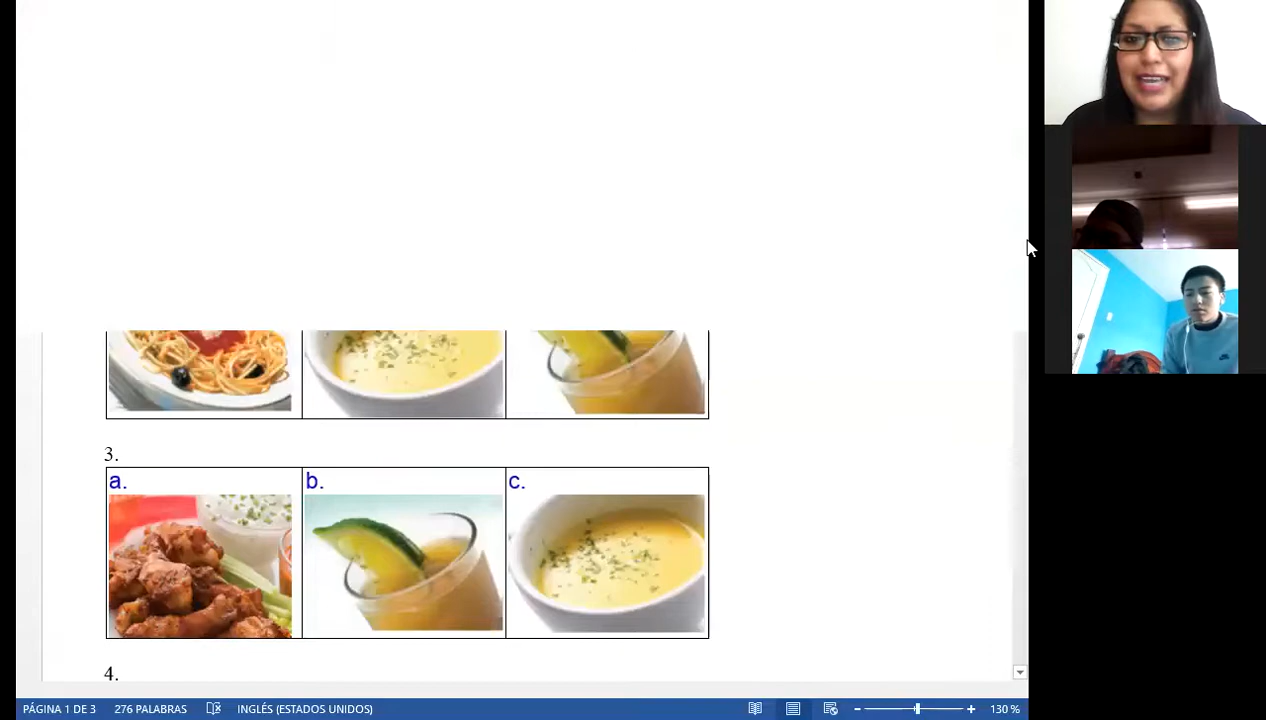 3.
a. b. c.
4.
PÁGINA 1 DE 3 276 PALABRAS INGLÉS (ESTADOS UNIDOS) 130 %